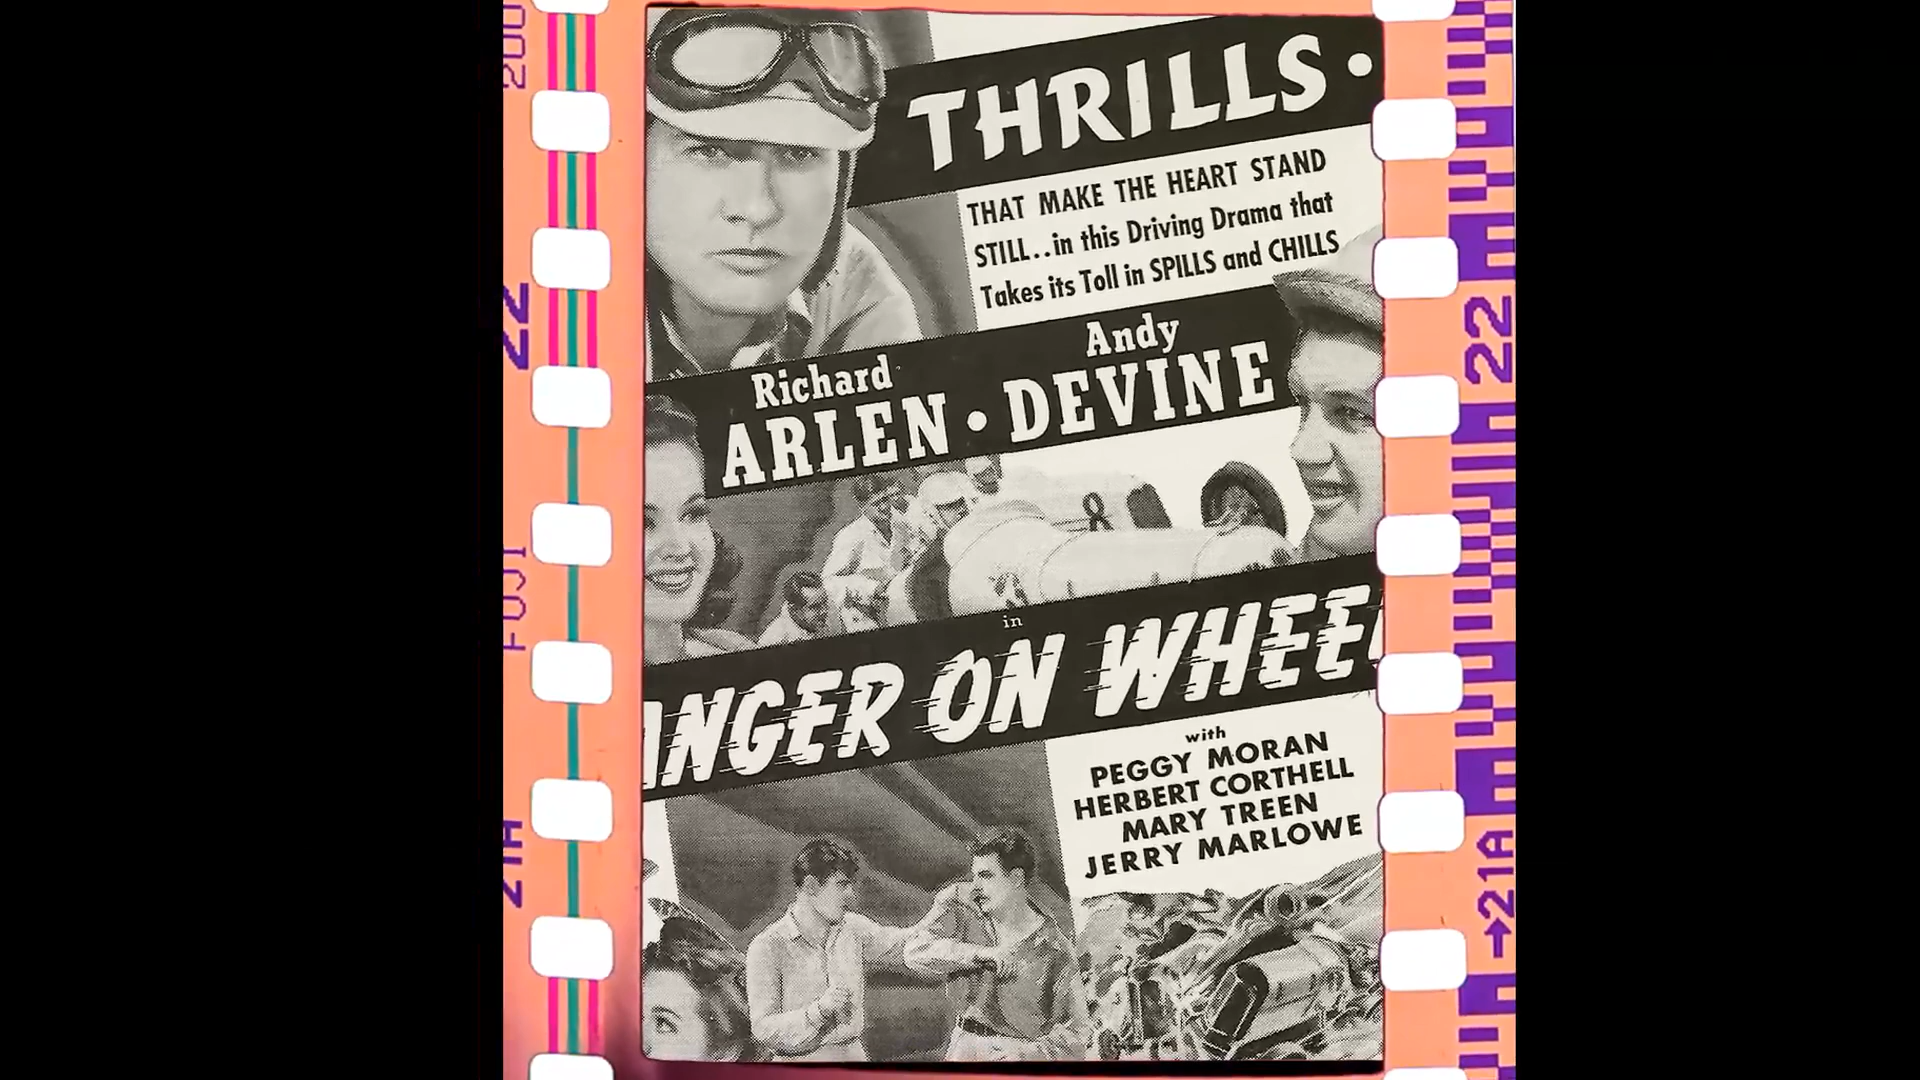 THRILLS •
THAT MAKE THE HEART STAND
STILL..in this Driving Drama that
Takes its Toll in SPILLS and CHILLS
Richard ARLEN • Andy DEVINE
8
in
ANGER ON WHEE
with
PEGGY MORAN
HERBERT CORTHELL
MARY TREEN
JERRY MARLOWE
200
22
FUJI
21A
22
→21A